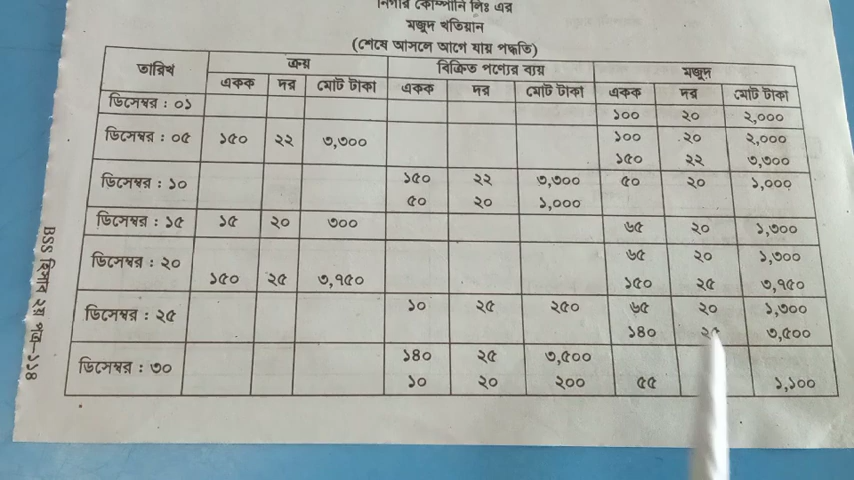 নিগার কোম্পানি লিঃ এর
মজুদ খতিয়ান
(শেষে আসলে আগে যায় পদ্ধতি)
তারিখ ক্রয় বিক্রিত পণ্যের ব্যয় মজুদ
একক দর মোট টাকা একক দর মোট টাকা একক দর মোট টাকা
ডিসেম্বর : ০১ ১০০ ২০ ২,০০০
ডিসেম্বর : ০৫ ১৫০ ২২ ৩,৩০০ ১০০ ২০ ২,০০০
১৫০ ২২ ৩,৩০০
ডিসেম্বর : ১০ ১৫০ ২২ ৩,৩০০ ৫০ ২০ ১,০০০
৫০ ২০ ১,০০০
ডিসেম্বর : ১৫ ১৫ ২০ ৩০০ ৬৫ ২০ ১,৩০০
ডিসেম্বর : ২০ ৬৫ ২০ ১,৩০০
১৫০ ২৫ ৩,৭৫০ ১৫০ ২৫ ৩,৭৫০
ডিসেম্বর : ২৫ ১০ ২৫ ২৫০ ৬৫ ২০ ১,৩০০
১৪০ ২৫ ৩,৫০০
ডিসেম্বর : ৩০ ১৪০ ২৫ ৩,৫০০
১০ ২০ ২০০ ৫৫ ১,১০০
BSS হিসাব ২য় পত্র–১১৪